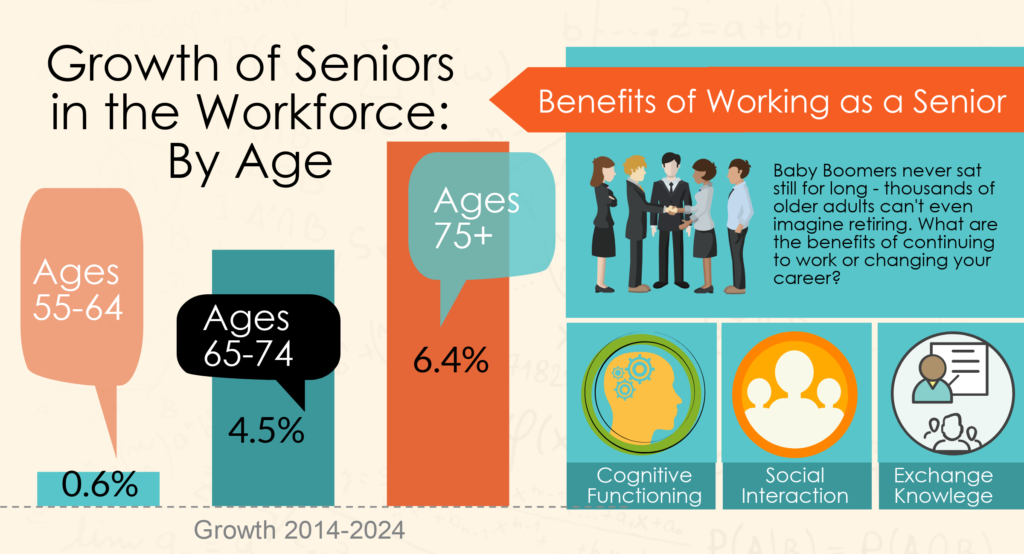 Growth of Seniors
in the Workforce:
By Age
Ages
55-64
0.6%
Ages
65-74
4.5%
Ages
75+
6.4%
Growth 2014-2024
Benefits of Working as a Senior
Baby Boomers never sat
still for long - thousands of
older adults can't even
imagine retiring. What are
the benefits of continuing
to work or changing your
career?
Cognitive
Functioning
Social
Interaction
Exchange
Knowlege